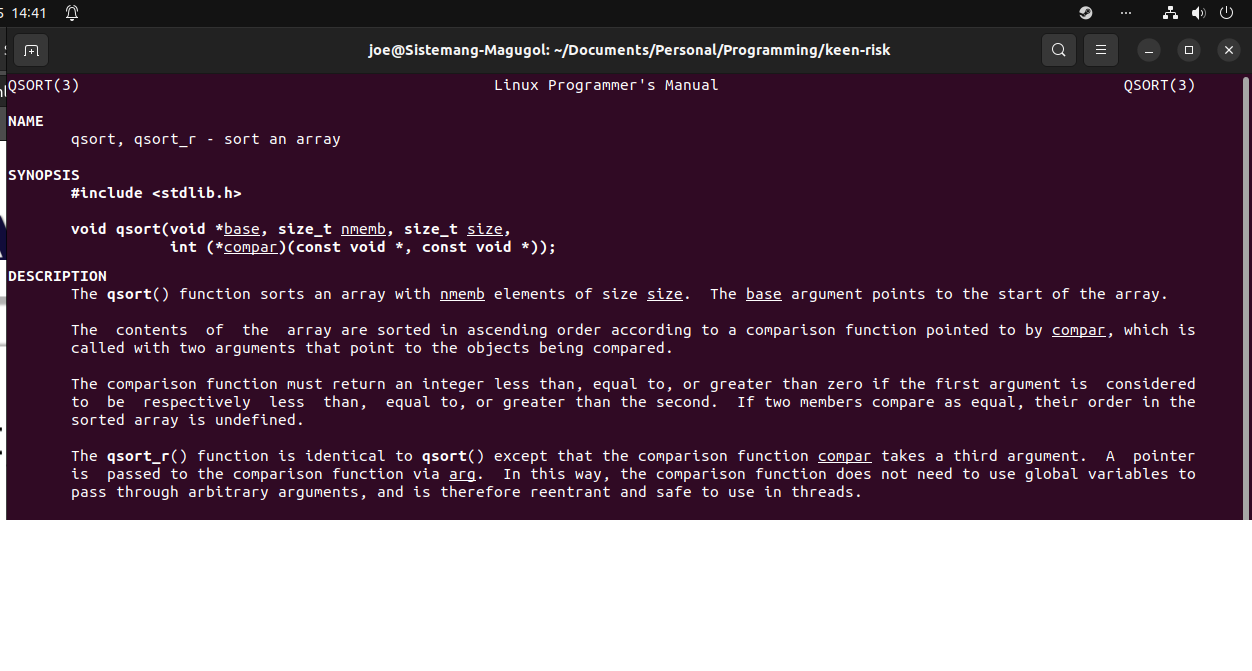 14:41
joe@Sistemang-Magugol: ~/Documents/Personal/Programming/keen-risk
QSORT(3) Linux Programmer's Manual QSORT(3)
NAME
qsort, qsort_r - sort an array
SYNOPSIS
#include <stdlib.h>
void qsort(void *base, size_t nmemb, size_t size,
int (*compar)(const void *, const void *));
DESCRIPTION
The qsort() function sorts an array with nmemb elements of size size. The base argument points to the start of the array.
The contents of the array are sorted in ascending order according to a comparison function pointed to by compar, which is
called with two arguments that point to the objects being compared.
The comparison function must return an integer less than, equal to, or greater than zero if the first argument is considered
to be respectively less than, equal to, or greater than the second. If two members compare as equal, their order in the
sorted array is undefined.
The qsort_r() function is identical to qsort() except that the comparison function compar takes a third argument. A pointer
is passed to the comparison function via arg. In this way, the comparison function does not need to use global variables to
pass through arbitrary arguments, and is therefore reentrant and safe to use in threads.